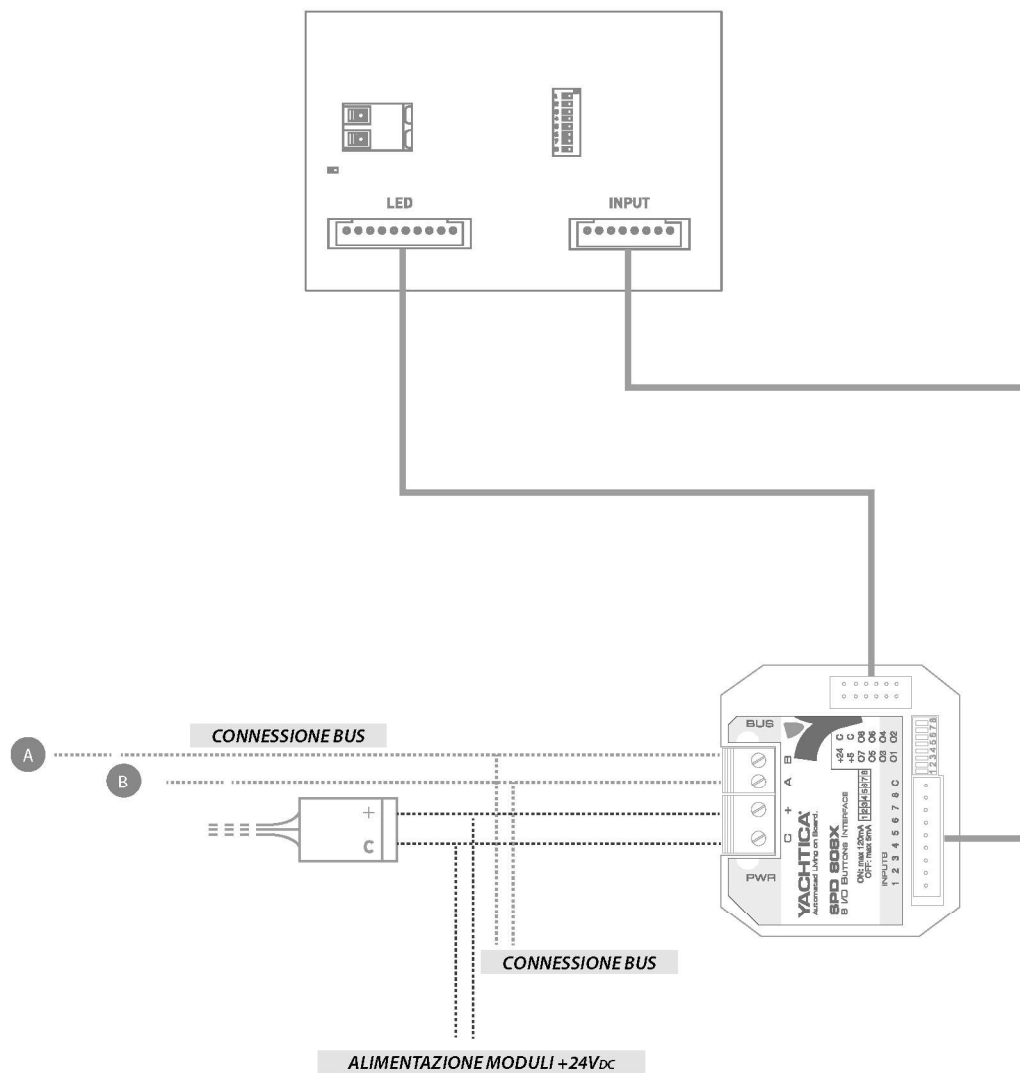 LED
INPUT
CONNESSIONE BUS
A
B
+
C
BUS
B
A
+
C
PWR
YACHTICA®
Automated Living on Board.
SPD 808X
8 I/O BUTTONS INTERFACE
ON: max 120mA
OFF: max 5mA
12345678
+24 C
+5 C
O7 O8
O5 O6
O3 O4
O1 O2
INPUTS
1 2 3 4 5 6 7 8 C
12345678
CONNESSIONE BUS
ALIMENTAZIONE MODULI +24VDC